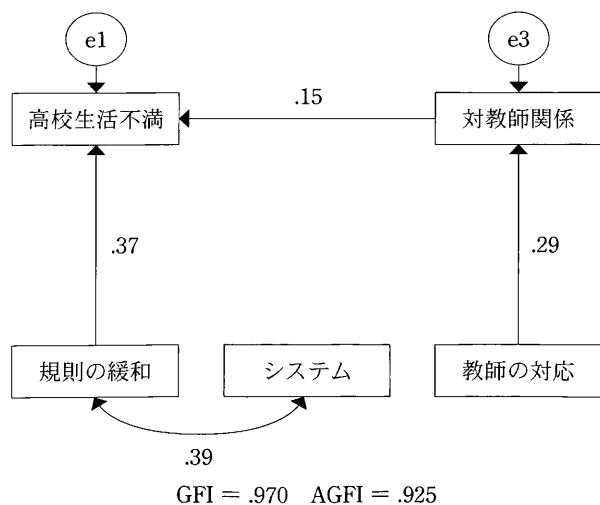 e1
e3
.15
高校生活不満
対教師関係
.37
.29
規則の緩和
システム
教師の対応
.39
GFI = .970 AGFI = .925